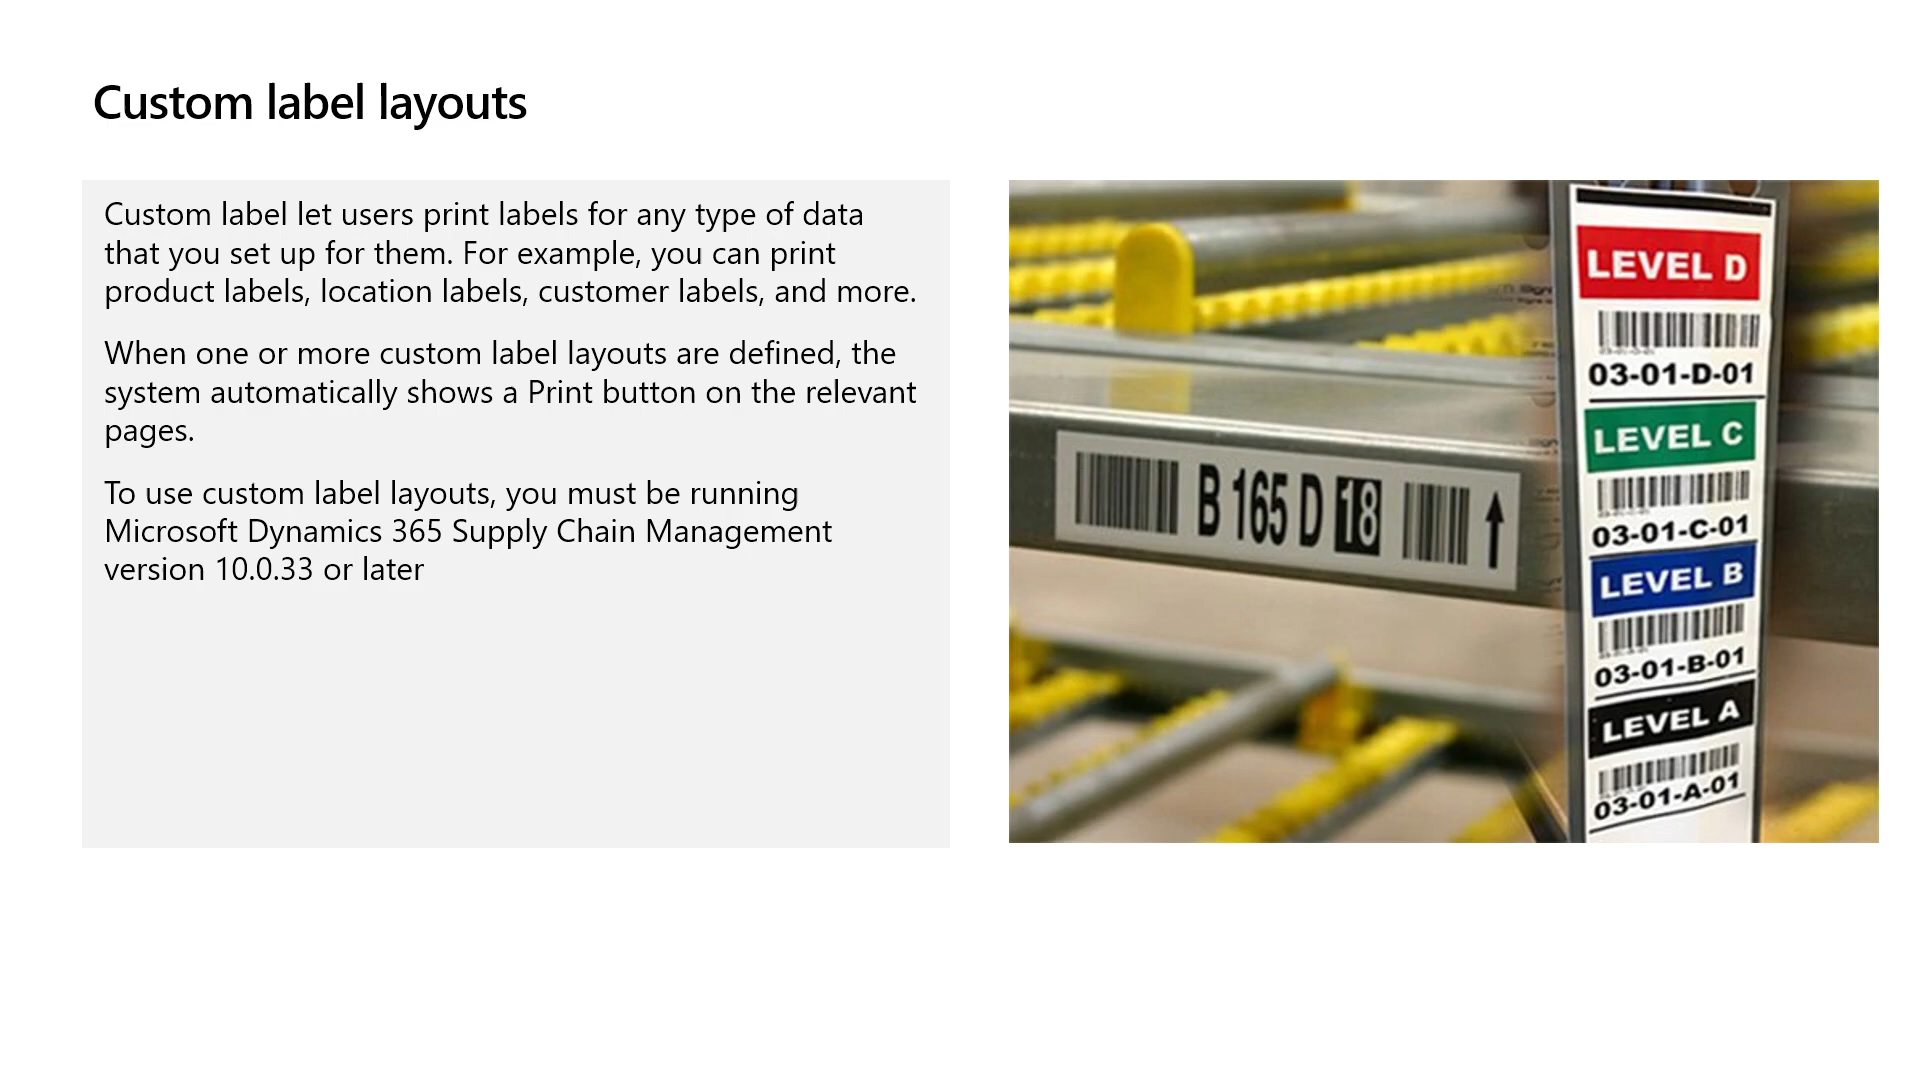 Custom label layouts
Custom label let users print labels for any type of data
that you set up for them. For example, you can print
product labels, location labels, customer labels, and more.
When one or more custom label layouts are defined, the
system automatically shows a Print button on the relevant
pages.
To use custom label layouts, you must be running
Microsoft Dynamics 365 Supply Chain Management
version 10.0.33 or later
B 165 D 18
LEVEL D
03-01-D-01
LEVEL C
03-01-C-01
LEVEL B
03-01-B-01
LEVEL A
03-01-A-01